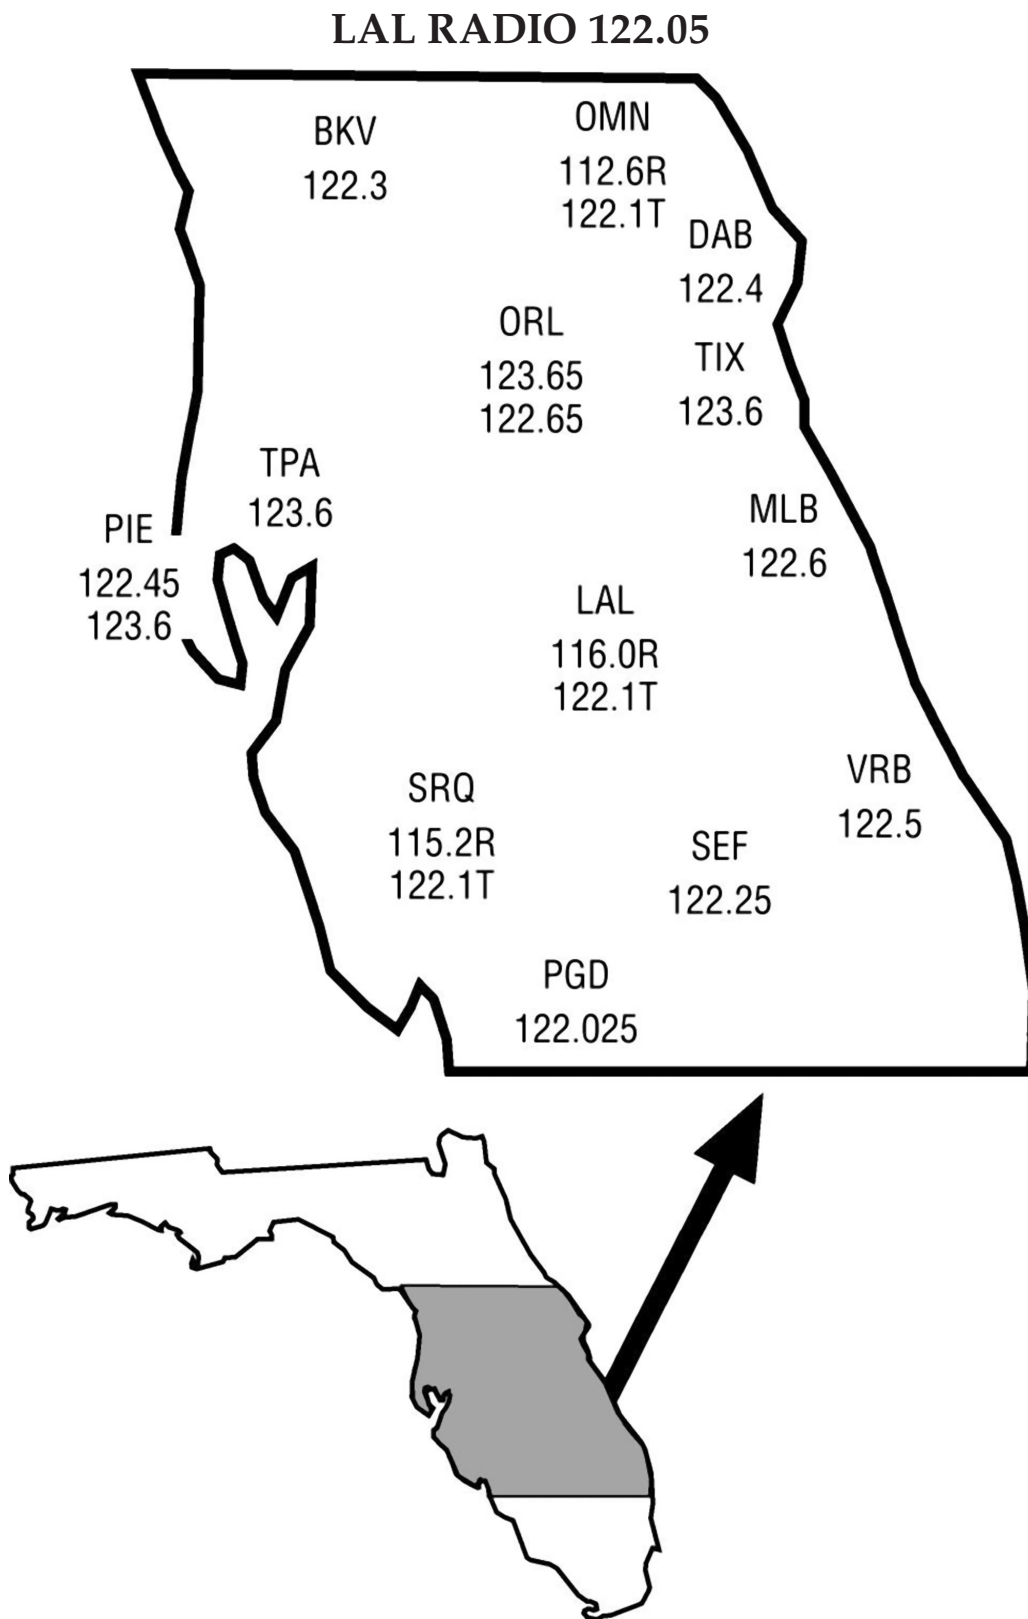 LAL RADIO 122.05
BKV
122.3
OMN
112.6R
122.1T
DAB
122.4
ORL
123.65
122.65
TIX
123.6
TPA
123.6
PIE
122.45
123.6
MLB
122.6
LAL
116.0R
122.1T
SRQ
115.2R
122.1T
VRB
122.5
SEF
122.25
PGD
122.025